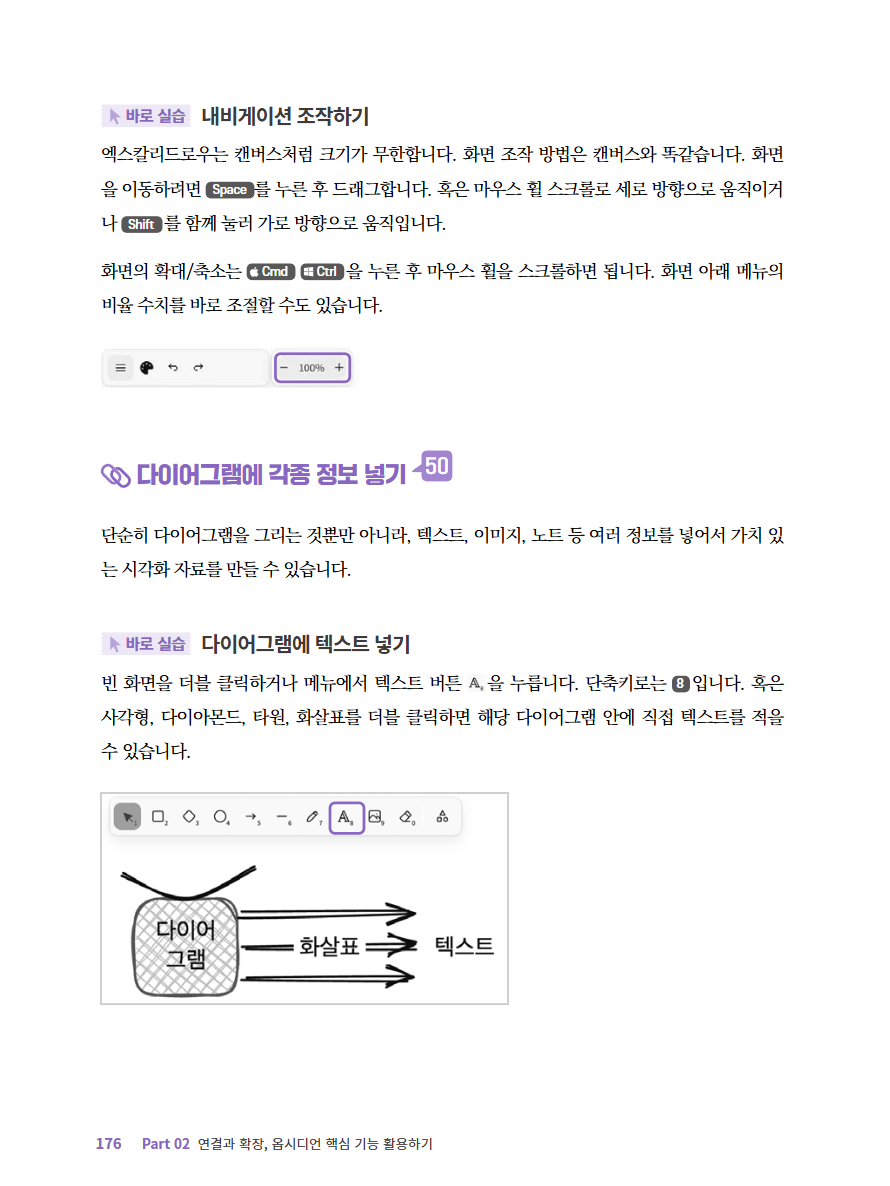 바로 실습 내비게이션 조작하기
엑스칼리드로우는 캔버스처럼 크기가 무한합니다. 화면 조작 방법은 캔버스와 똑같습니다. 화면
을 이동하려면 Space 를 누른 후 드래그합니다. 혹은 마우스 휠 스크롤로 세로 방향으로 움직이거
나 Shift 를 함께 눌러 가로 방향으로 움직입니다.
화면의 확대/축소는 Cmd Ctrl 을 누른 후 마우스 휠을 스크롤하면 됩니다. 화면 아래 메뉴의
비율 수치를 바로 조절할 수도 있습니다.
− 100% +
다이어그램에 각종 정보 넣기 50
단순히 다이어그램을 그리는 것뿐만 아니라, 텍스트, 이미지, 노트 등 여러 정보를 넣어서 가치 있
는 시각화 자료를 만들 수 있습니다.
바로 실습 다이어그램에 텍스트 넣기
빈 화면을 더블 클릭하거나 메뉴에서 텍스트 버튼 A 8 을 누릅니다. 단축키로는 8 입니다. 혹은
사각형, 다이아몬드, 타원, 화살표를 더블 클릭하면 해당 다이어그램 안에 직접 텍스트를 적을
수 있습니다.
1 2 3 4 5 6 7 A 8 9 0
다이어
그램
화살표 텍스트
176 Part 02 연결과 확장, 옵시디언 핵심 기능 활용하기